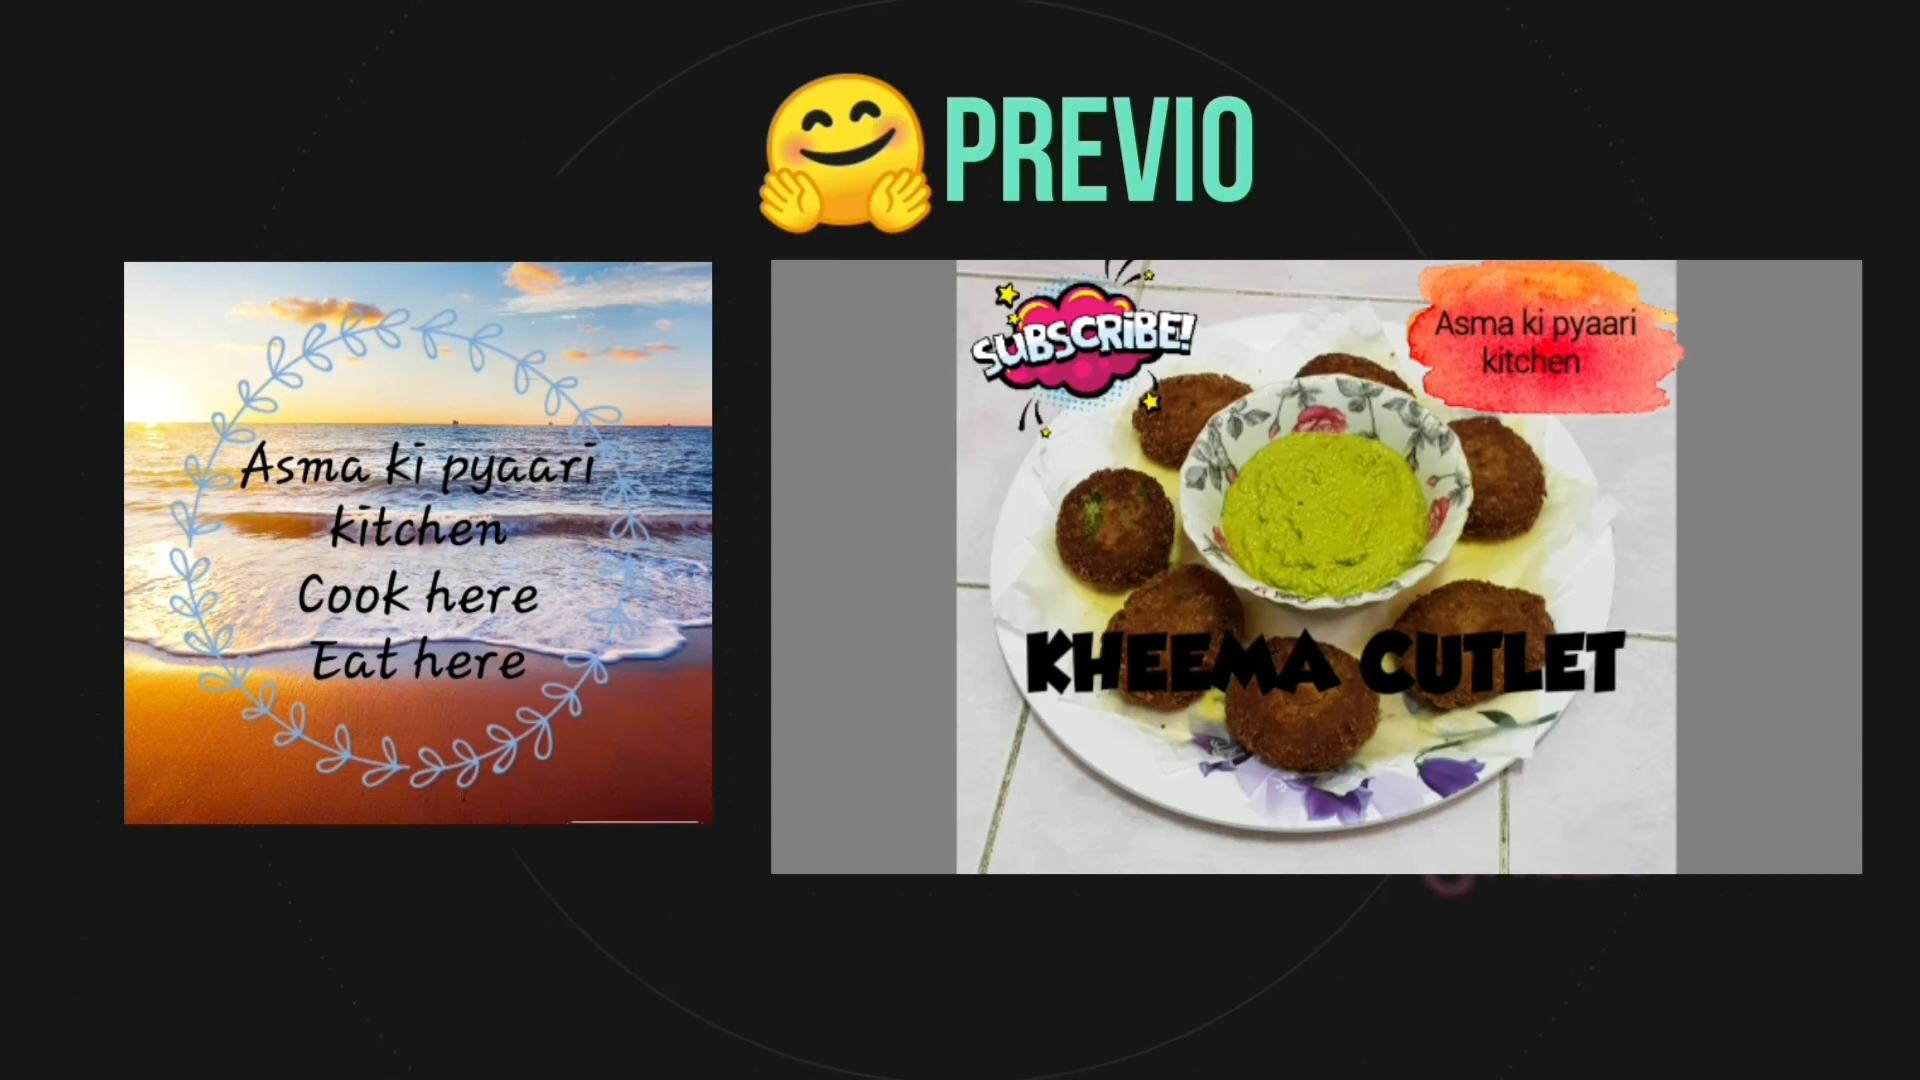 PREVIO
Asma ki pyaari
kitchen
Cook here
Eat here
SUBSCRIBE!
Asma ki pyaari
kitchen
KHEEMA CUTLET